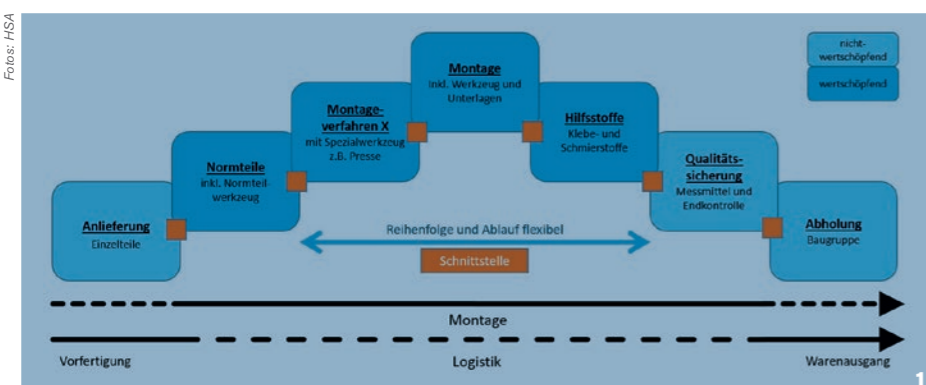 Fotos: HSA
nicht-
wertschöpfend
wertschöpfend
Montage
inkl. Werkzeug und
Unterlagen
Montage-
verfahren X
mit Spezialwerkzeug
z.B. Presse
Hilfsstoffe
Klebe- und
Schmierstoffe
Normteile
inkl. Normteil-
werkzeug
Qualitäts-
sicherung
Messmittel und
Endkontrolle
Anlieferung
Einzelteile
Abholung
Baugruppe
Reihenfolge und Ablauf flexibel
Schnittstelle
Montage
Vorfertigung
Logistik
Warenausgang
1